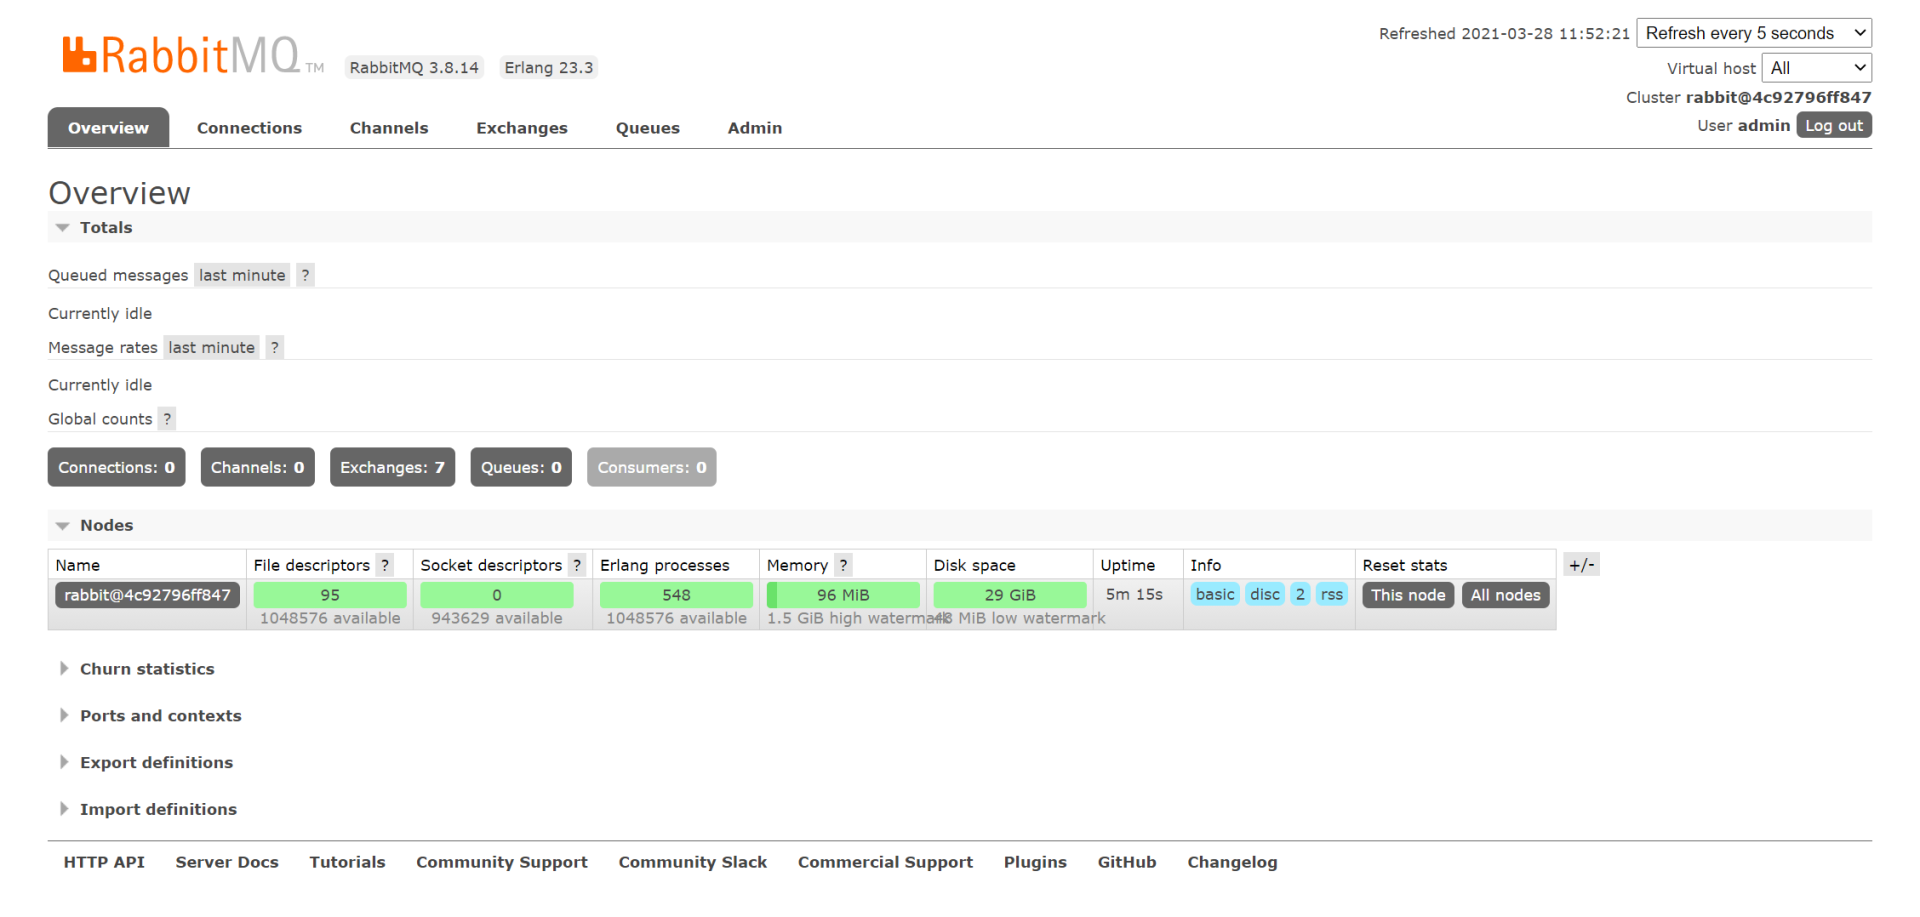 RabbitMQ TM RabbitMQ 3.8.14 Erlang 23.3
Refreshed 2021-03-28 11:52:21 Refresh every 5 seconds
Virtual host All
Cluster rabbit@4c92796ff847
User admin Log out
Overview Connections Channels Exchanges Queues Admin
Overview
Totals
Queued messages last minute ?
Currently idle
Message rates last minute ?
Currently idle
Global counts ?
Connections: 0 Channels: 0 Exchanges: 7 Queues: 0 Consumers: 0
Nodes
Name File descriptors ? Socket descriptors ? Erlang processes Memory ? Disk space Uptime Info Reset stats +/-
rabbit@4c92796ff847 95 0 548 96 MiB 29 GiB 5m 15s basic disc 2 rss This node All nodes
1048576 available 943629 available 1048576 available 1.5 GiB high watermark 48 MiB low watermark
Churn statistics
Ports and contexts
Export definitions
Import definitions
HTTP API Server Docs Tutorials Community Support Community Slack Commercial Support Plugins GitHub Changelog